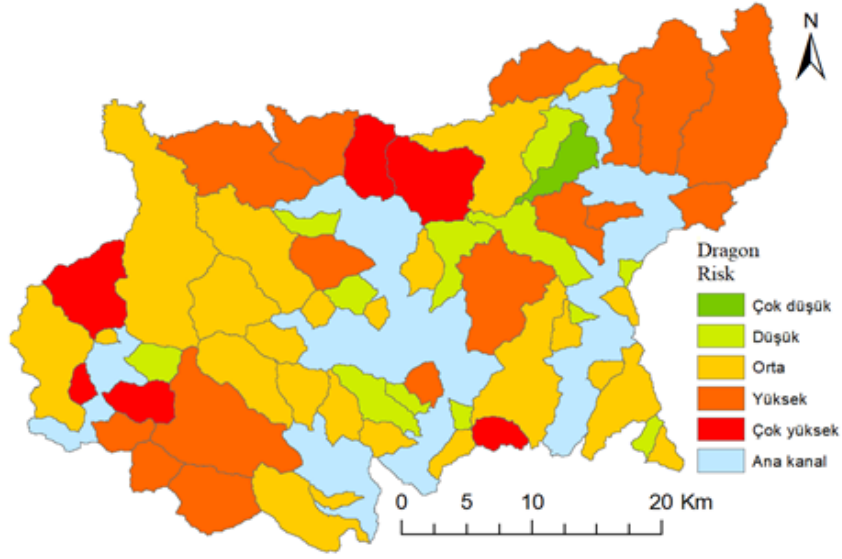 N
Dragon
Risk
Çok düşük
Düşük
Orta
Yüksek
Çok yüksek
Ana kanal
0 5 10 20 Km